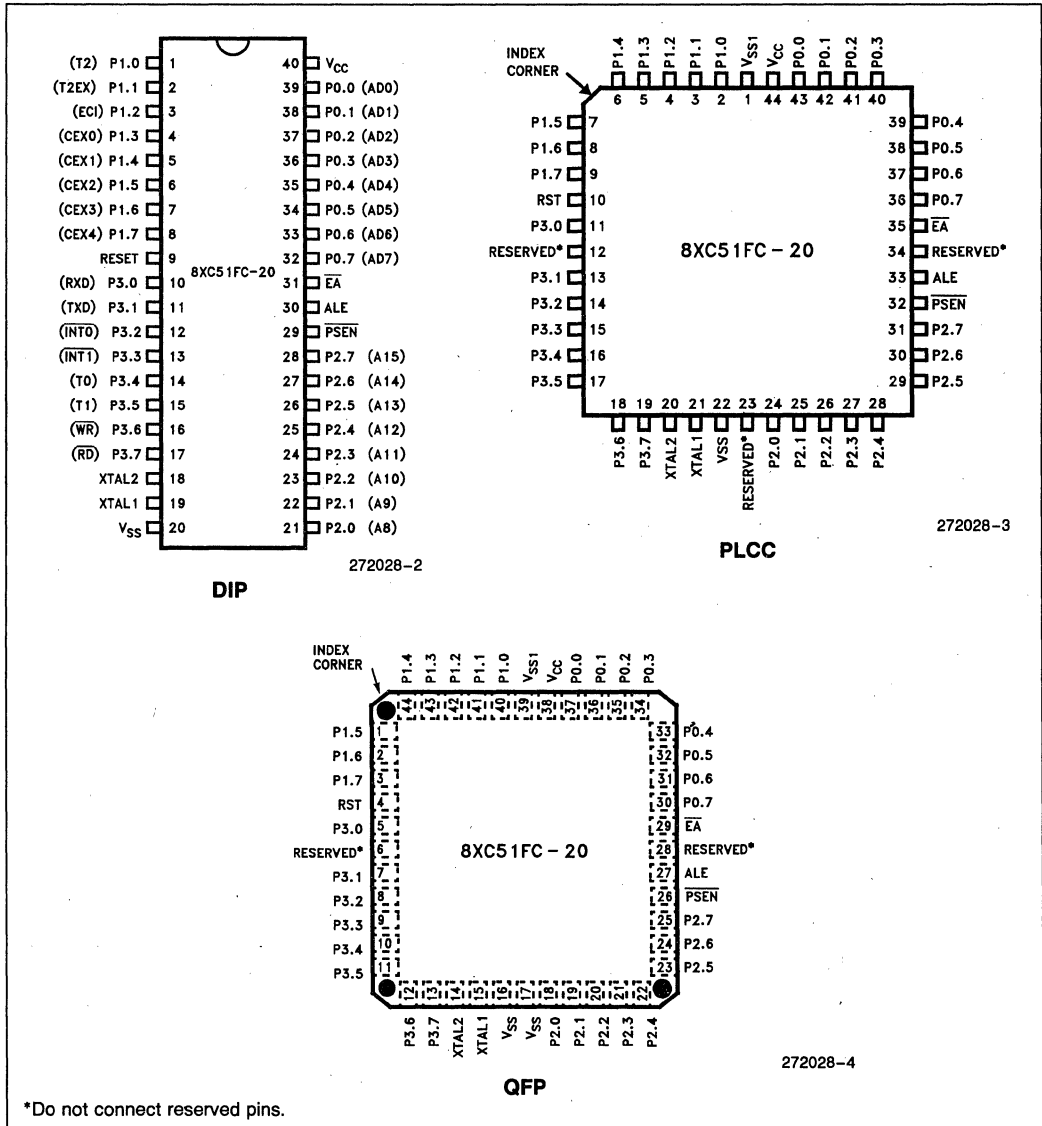 (T2) P1.0 1
(T2EX) P1.1 2
(ECI) P1.2 3
(CEX0) P1.3 4
(CEX1) P1.4 5
(CEX2) P1.5 6
(CEX3) P1.6 7
(CEX4) P1.7 8
RESET 9
(RXD) P3.0 10
(TXD) P3.1 11
(INT0) P3.2 12
(INT1) P3.3 13
(T0) P3.4 14
(T1) P3.5 15
(WR) P3.6 16
(RD) P3.7 17
XTAL2 18
XTAL1 19
VSS 20
8XC51FC-20
40 VCC
39 P0.0 (AD0)
38 P0.1 (AD1)
37 P0.2 (AD2)
36 P0.3 (AD3)
35 P0.4 (AD4)
34 P0.5 (AD5)
33 P0.6 (AD6)
32 P0.7 (AD7)
31 EA
30 ALE
29 PSEN
28 P2.7 (A15)
27 P2.6 (A14)
26 P2.5 (A13)
25 P2.4 (A12)
24 P2.3 (A11)
23 P2.2 (A10)
22 P2.1 (A9)
21 P2.0 (A8)
272028-2
DIP
INDEX
CORNER
P1.4 P1.3 P1.2 P1.1 P1.0 VSS1 VCC P0.0 P0.1 P0.2 P0.3
6 5 4 3 2 1 44 43 42 41 40
P1.5 7
P1.6 8
P1.7 9
RST 10
P3.0 11
RESERVED* 12
P3.1 13
P3.2 14
P3.3 15
P3.4 16
P3.5 17
8XC51FC-20
39 P0.4
38 P0.5
37 P0.6
36 P0.7
35 EA
34 RESERVED*
33 ALE
32 PSEN
31 P2.7
30 P2.6
29 P2.5
18 19 20 21 22 23 24 25 26 27 28
P3.6 P3.7 XTAL2 XTAL1 VSS RESERVED* P2.0 P2.1 P2.2 P2.3 P2.4
272028-3
PLCC
INDEX
CORNER
P1.4 P1.3 P1.2 P1.1 P1.0 VSS1 VCC P0.0 P0.1 P0.2 P0.3
44 43 42 41 40 39 38 37 36 35 34
P1.5 1
P1.6 2
P1.7 3
RST 4
P3.0 5
RESERVED* 6
P3.1 7
P3.2 8
P3.3 9
P3.4 10
P3.5 11
8XC51FC-20
33 P0.4
32 P0.5
31 P0.6
30 P0.7
29 EA
28 RESERVED*
27 ALE
26 PSEN
25 P2.7
24 P2.6
23 P2.5
12 13 14 15 16 17 18 19 20 21 22
P3.6 P3.7 XTAL2 XTAL1 VSS VSS P2.0 P2.1 P2.2 P2.3 P2.4
272028-4
QFP
*Do not connect reserved pins.